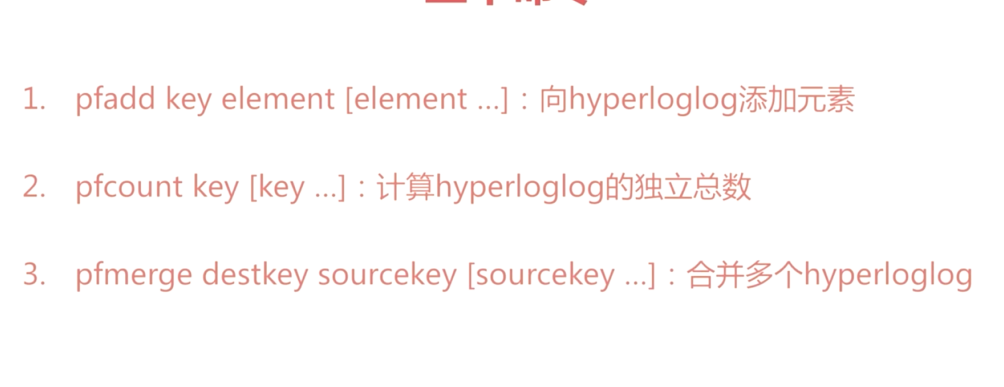 1. pfadd key element [element ...]：向hyperloglog添加元素
2. pfcount key [key ...]：计算hyperloglog的独立总数
3. pfmerge destkey sourcekey [sourcekey ...]：合并多个hyperloglog